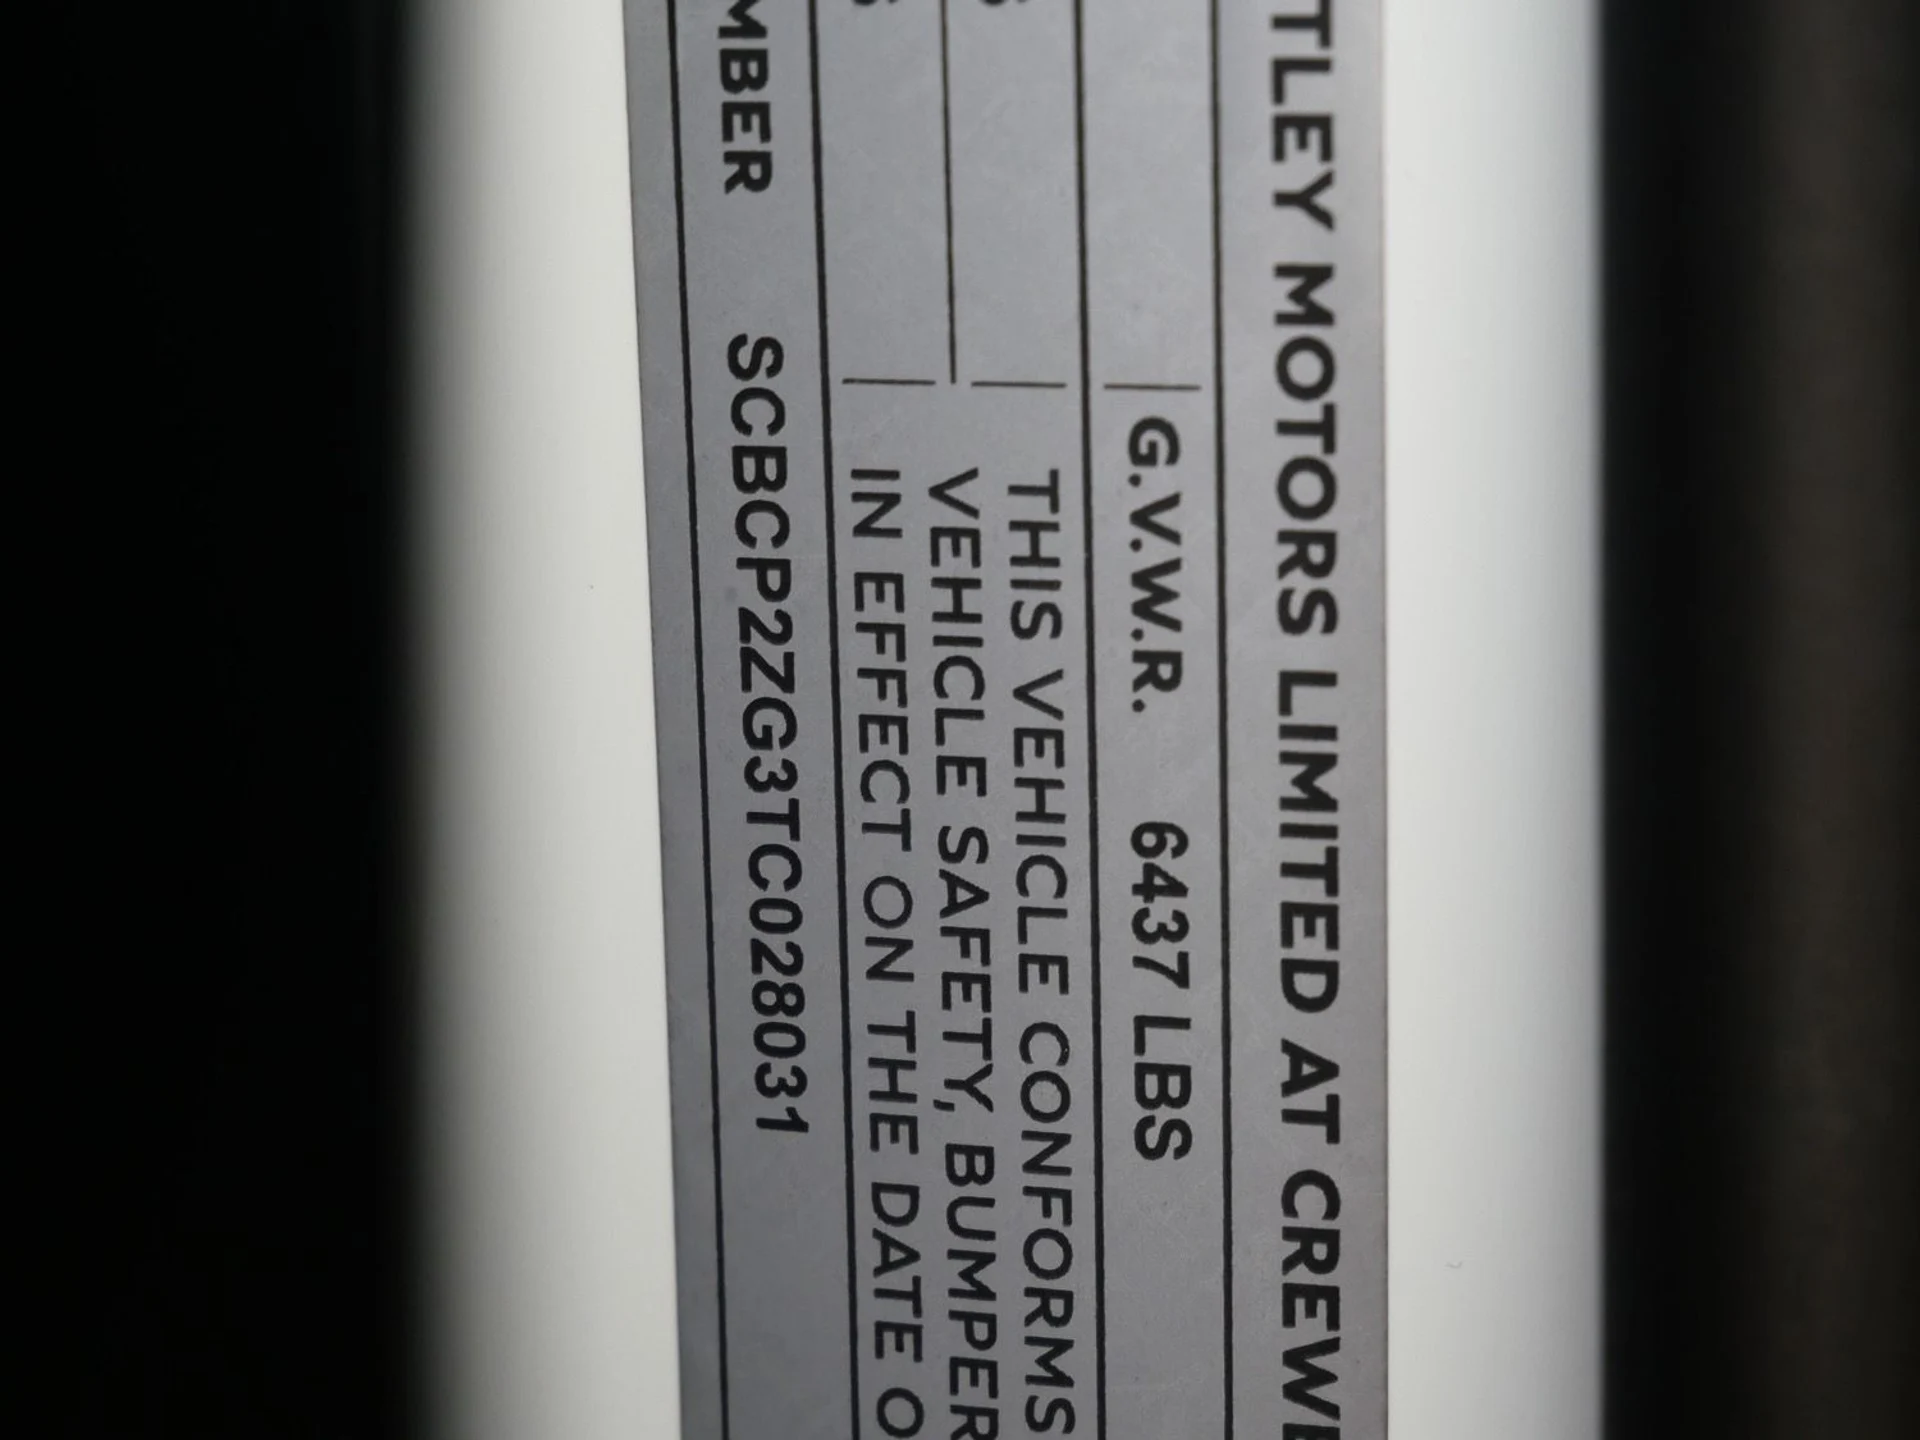 TLEY MOTORS LIMITED AT CREW
G.V.W.R. 6437 LBS
THIS VEHICLE CONFORMS
VEHICLE SAFETY, BUMPER
IN EFFECT ON THE DATE O
MBER SCBCP2ZG3TC028031